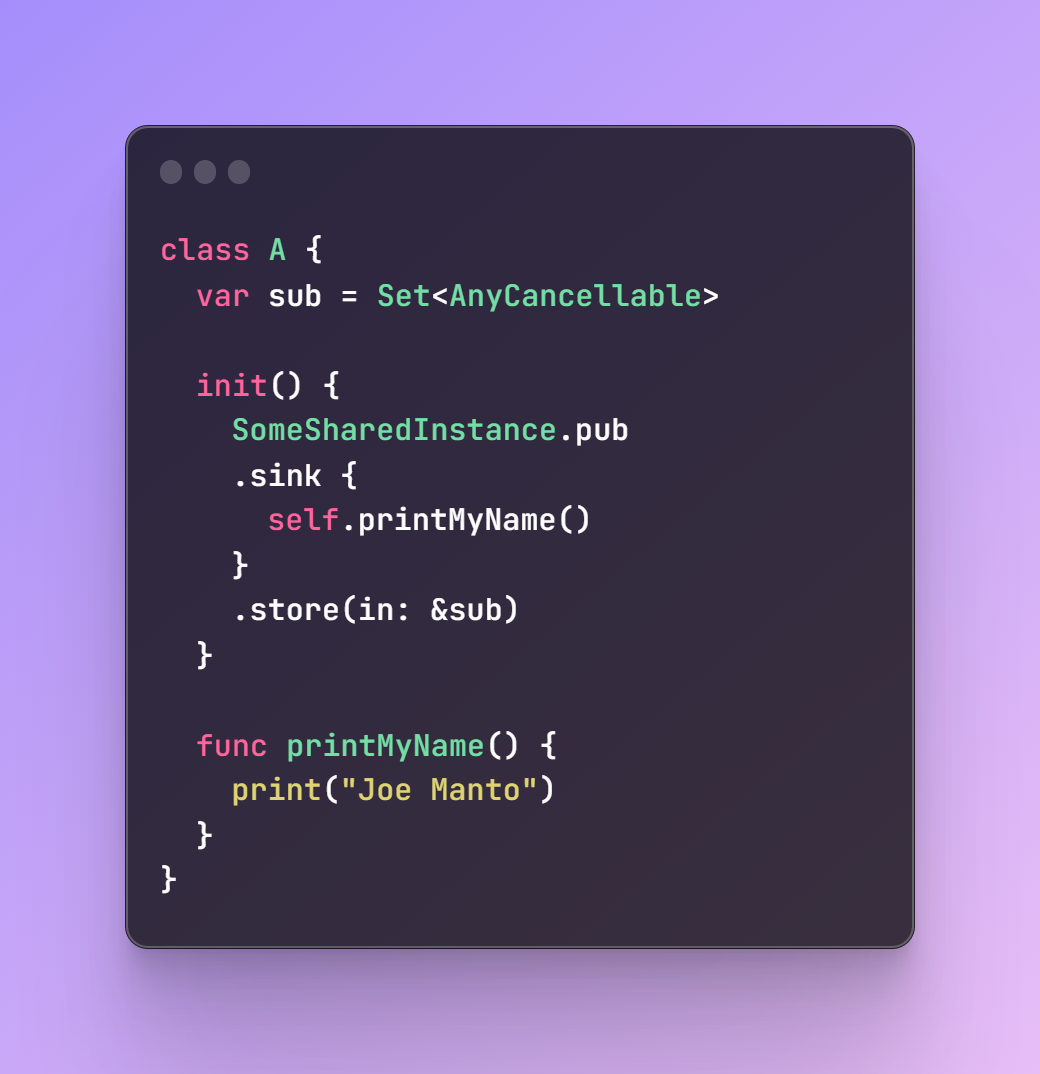 class A {
  var sub = Set<AnyCancellable>
  init() {
    SomeSharedInstance.pub
    .sink {
      self.printMyName()
    }
    .store(in: &sub)
  }
  func printMyName() {
    print("Joe Manto")
  }
}